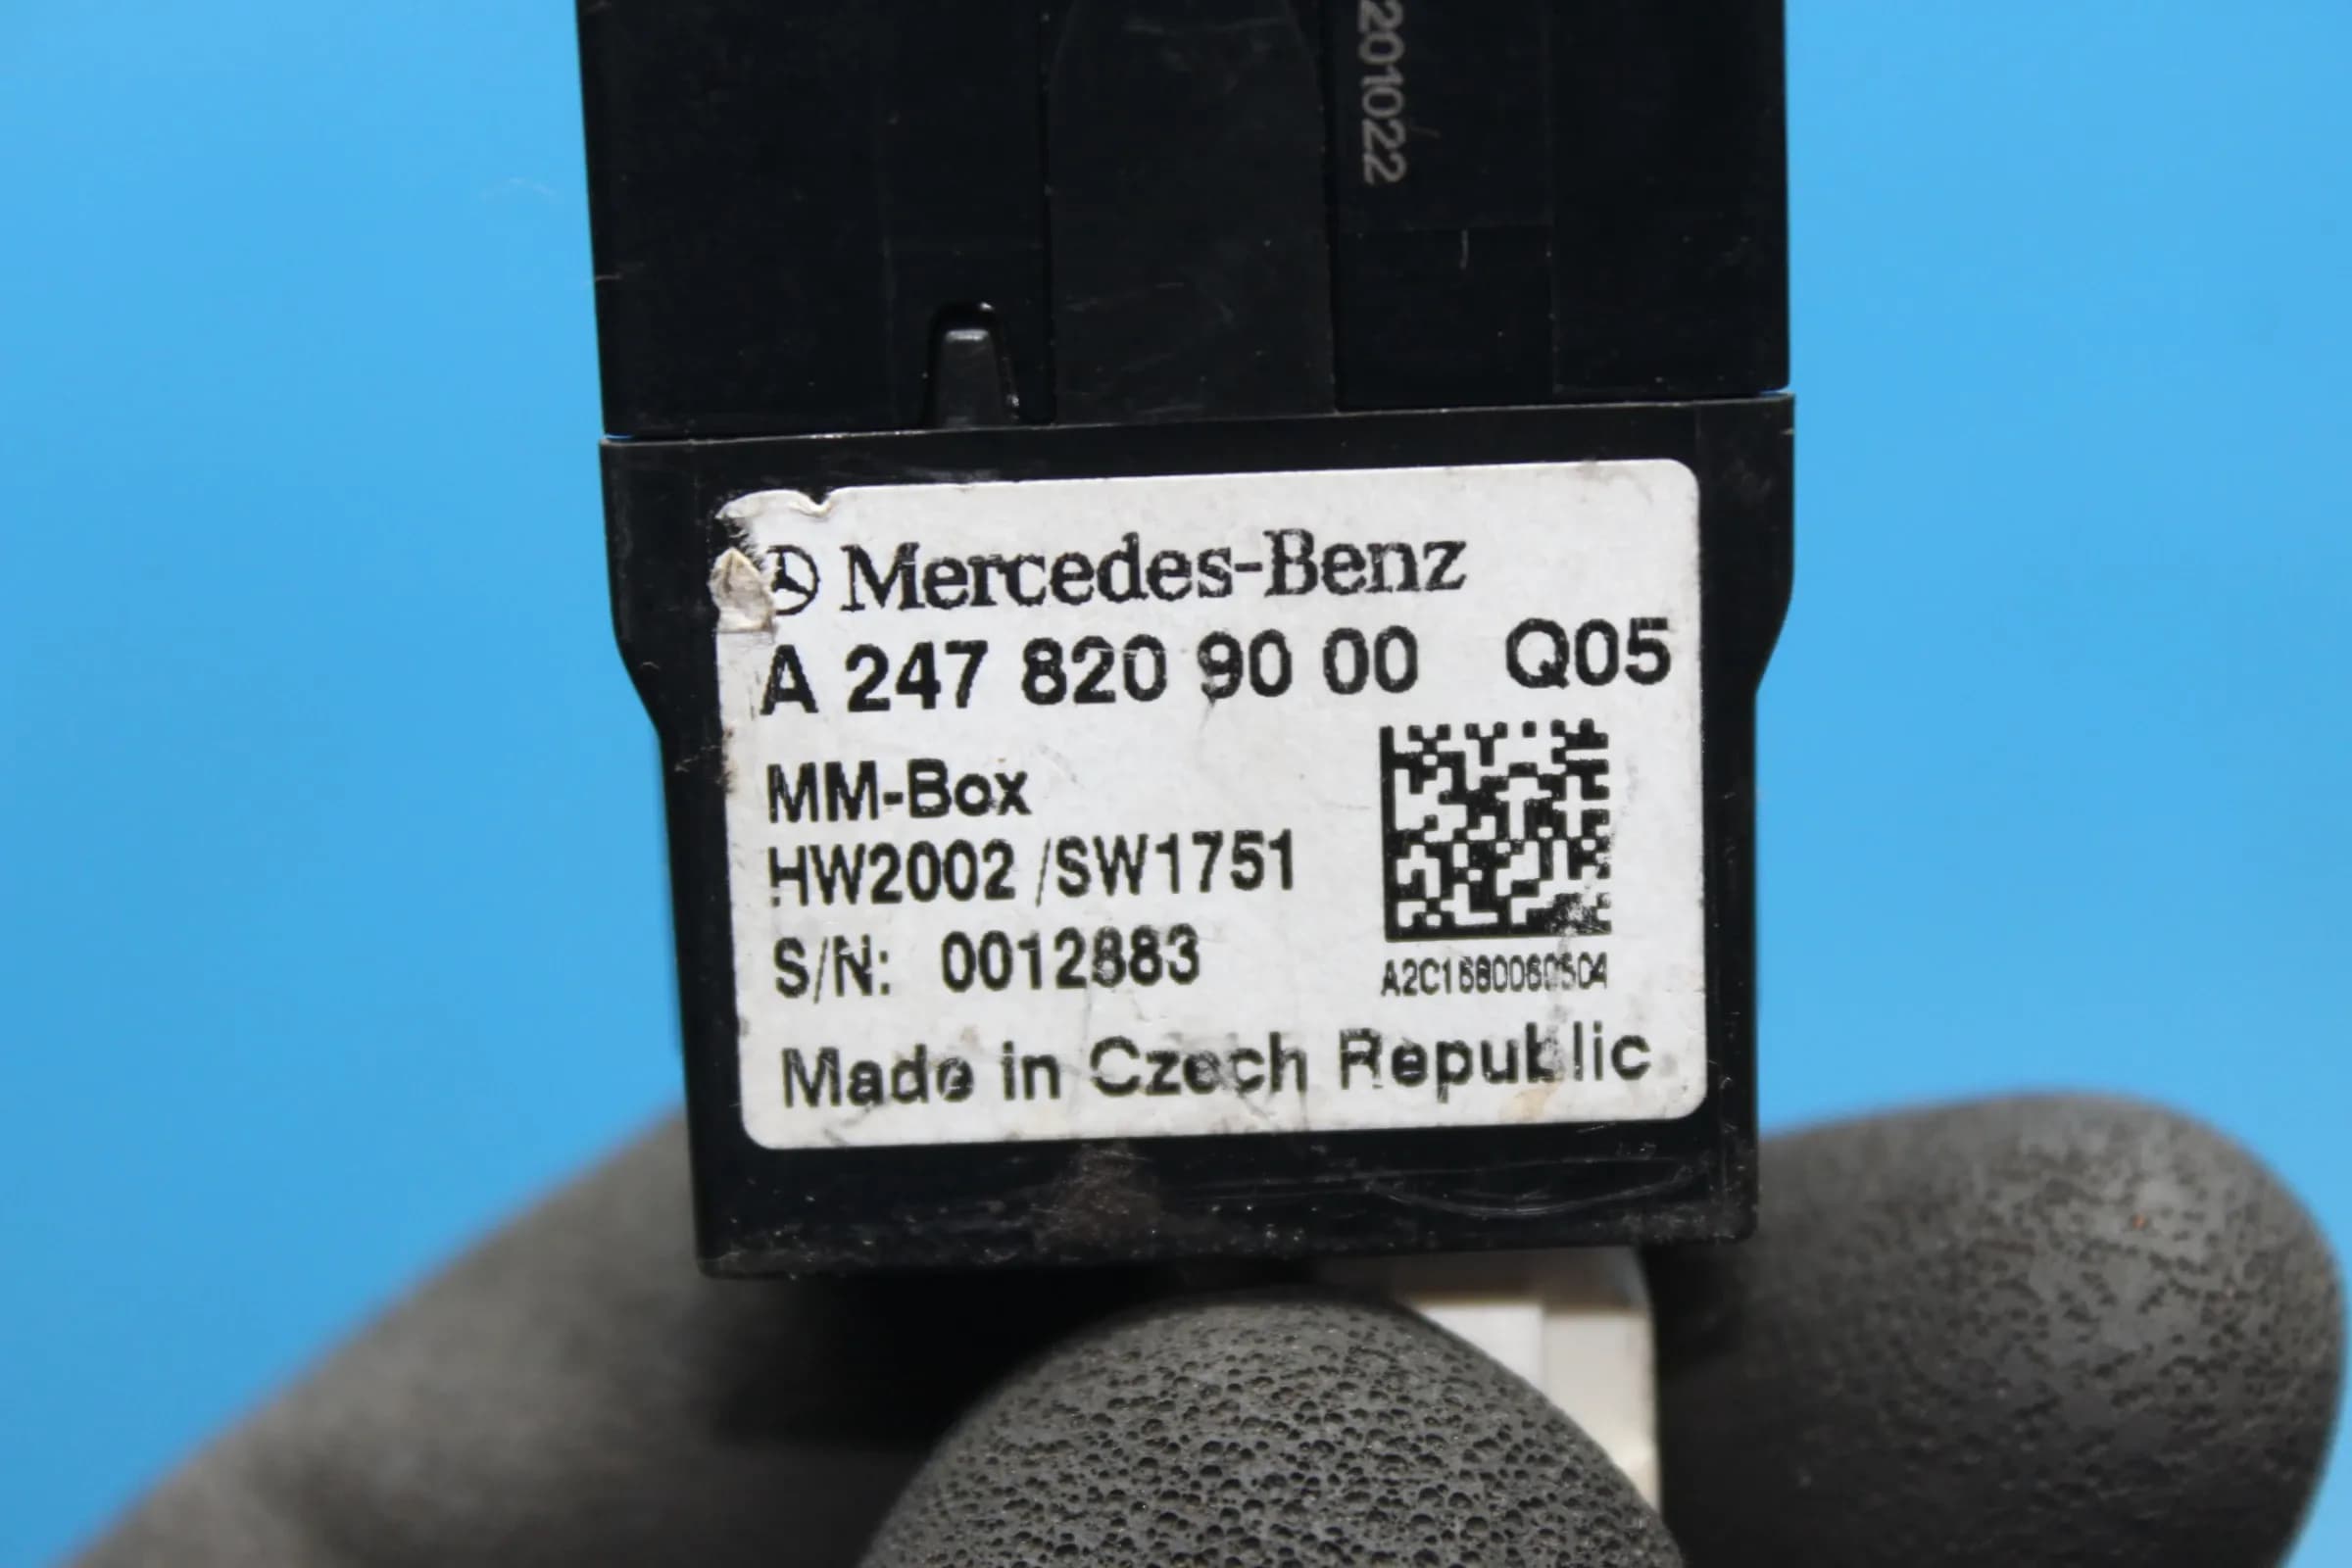 201022
Mercedes-Benz
A 247 820 90 00 Q05
MM-Box
HW2002 /SW1751
S/N: 0012883
Made in Czech Republic